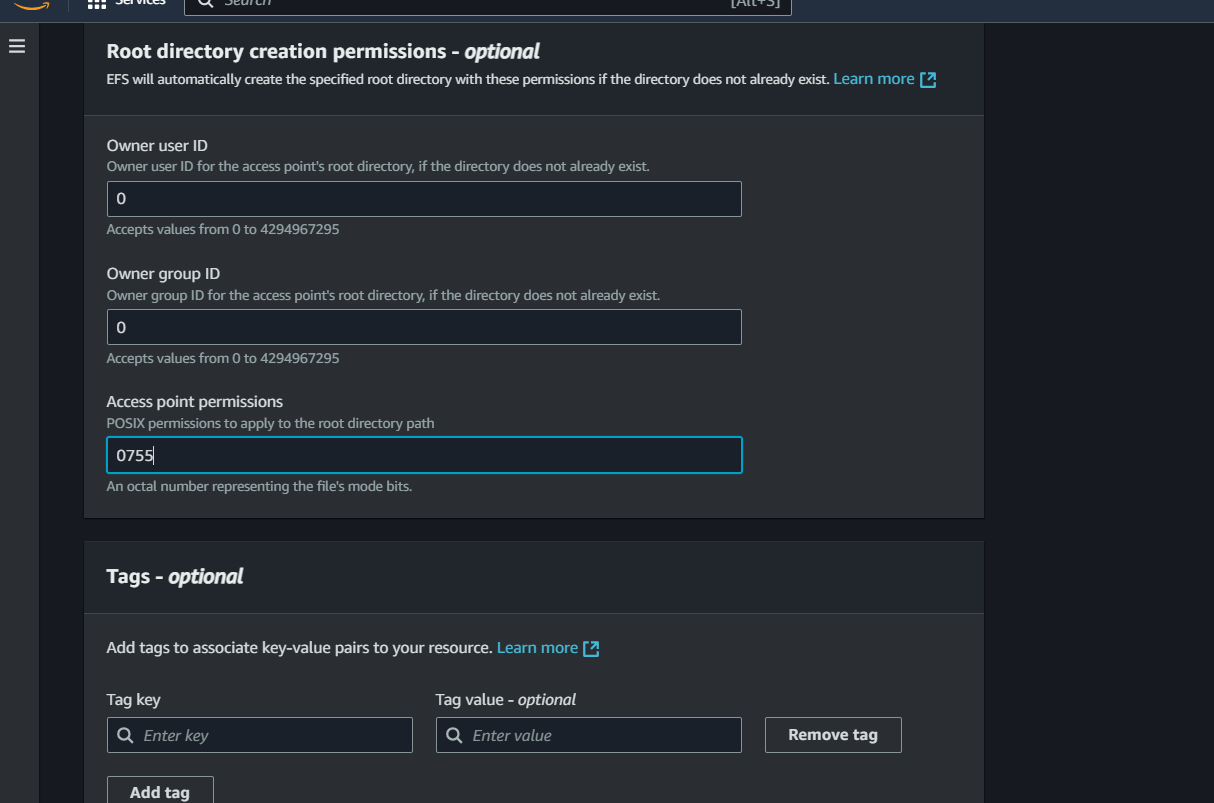 Services
Search
[Alt+S]
Root directory creation permissions - optional
EFS will automatically create the specified root directory with these permissions if the directory does not already exist. Learn more
Owner user ID
Owner user ID for the access point's root directory, if the directory does not already exist.
0
Accepts values from 0 to 4294967295
Owner group ID
Owner group ID for the access point's root directory, if the directory does not already exist.
0
Accepts values from 0 to 4294967295
Access point permissions
POSIX permissions to apply to the root directory path
0755
An octal number representing the file's mode bits.
Tags - optional
Add tags to associate key-value pairs to your resource. Learn more
Tag key
Tag value - optional
Enter key
Enter value
Remove tag
Add tag